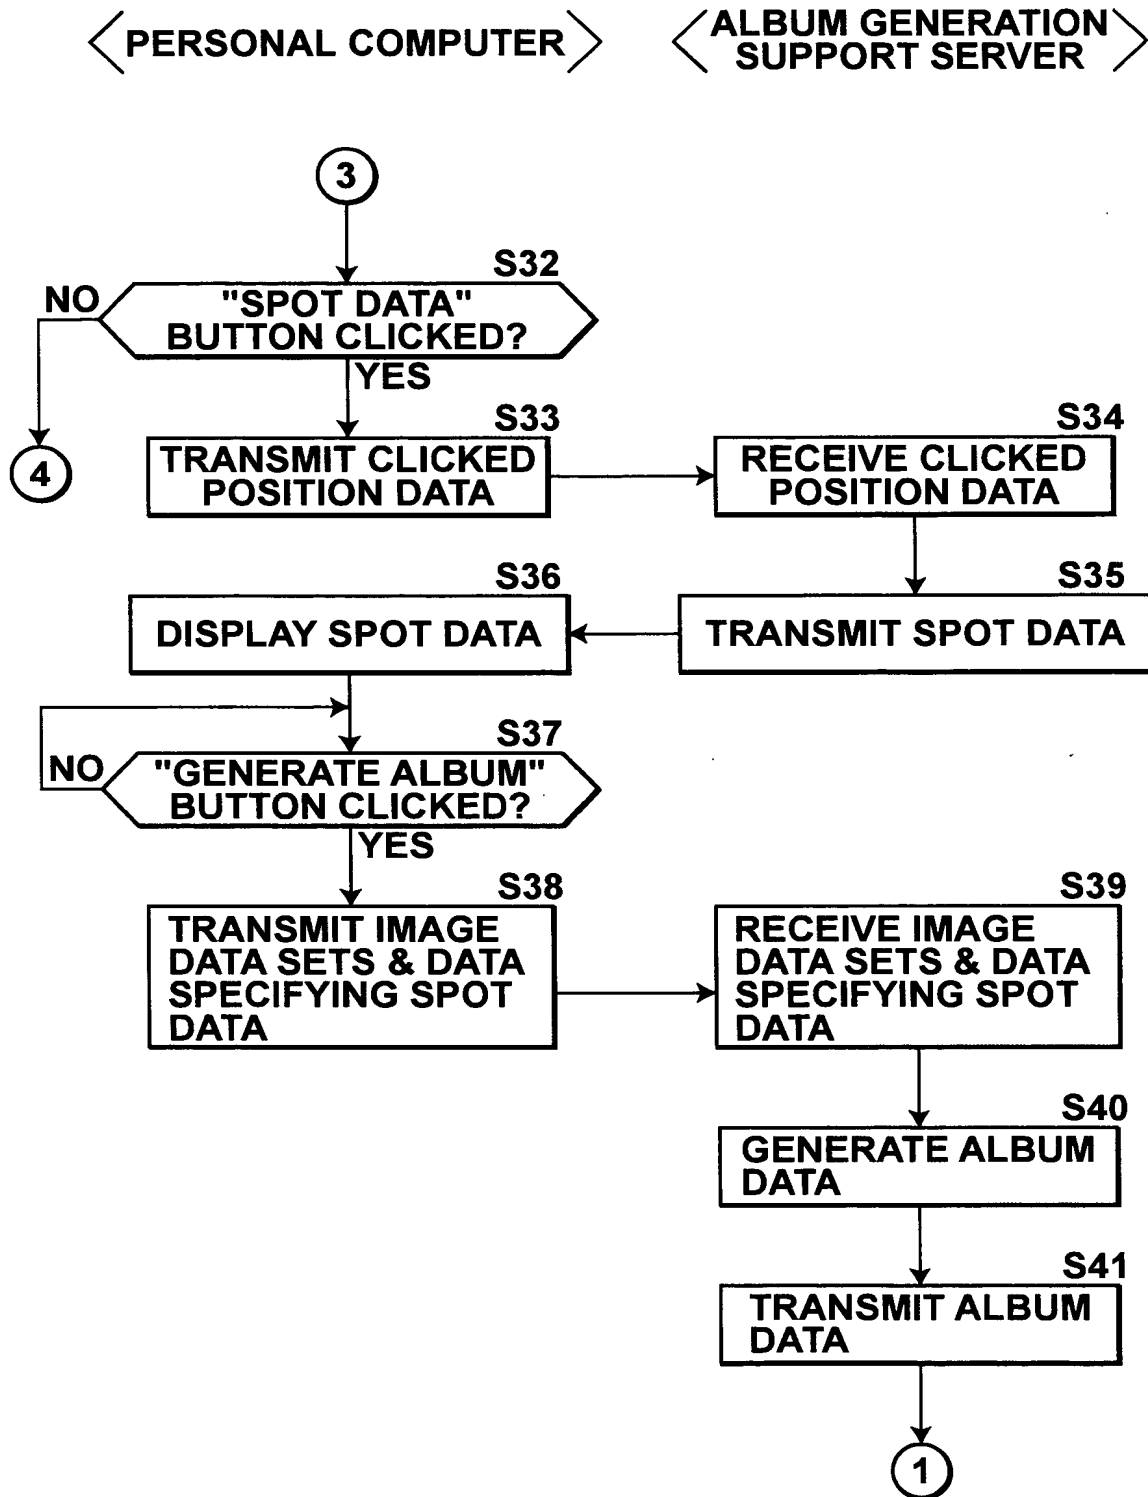 PERSONAL COMPUTER
ALBUM GENERATION
SUPPORT SERVER
3
S32
NO
"SPOT DATA"
BUTTON CLICKED?
YES
4
S33
TRANSMIT CLICKED
POSITION DATA
S34
RECEIVE CLICKED
POSITION DATA
S35
TRANSMIT SPOT DATA
S36
DISPLAY SPOT DATA
S37
NO
"GENERATE ALBUM"
BUTTON CLICKED?
YES
S38
TRANSMIT IMAGE
DATA SETS & DATA
SPECIFYING SPOT
DATA
S39
RECEIVE IMAGE
DATA SETS & DATA
SPECIFYING SPOT
DATA
S40
GENERATE ALBUM
DATA
S41
TRANSMIT ALBUM
DATA
1